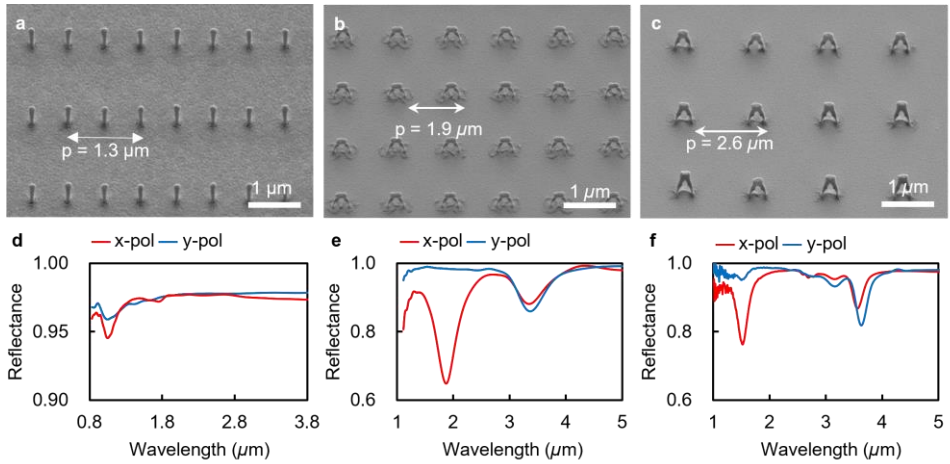 a
p = 1.3 µm
1 µm
b
p = 1.9 µm
1 µm
c
p = 2.6 µm
1 µm
d
x-pol y-pol
1.00
0.95
0.90
Reflectance
0.8 1.8 2.8 3.8
Wavelength (µm)
e
x-pol y-pol
1.0
0.8
0.6
Reflectance
1 2 3 4 5
Wavelength (µm)
f
x-pol y-pol
1.0
0.8
0.6
Reflectance
1 2 3 4 5
Wavelength (µm)